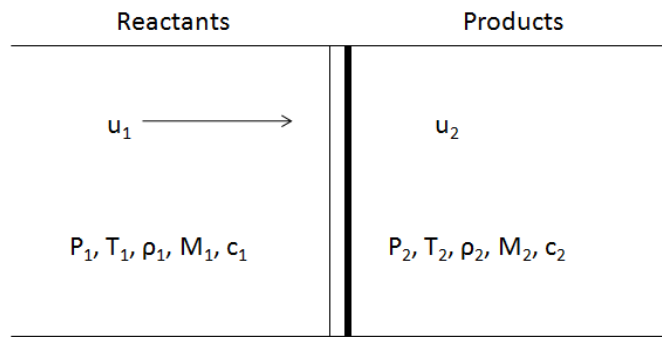 Reactants Products
u₁ u₂
P₁, T₁, ρ₁, M₁, c₁ P₂, T₂, ρ₂, M₂, c₂